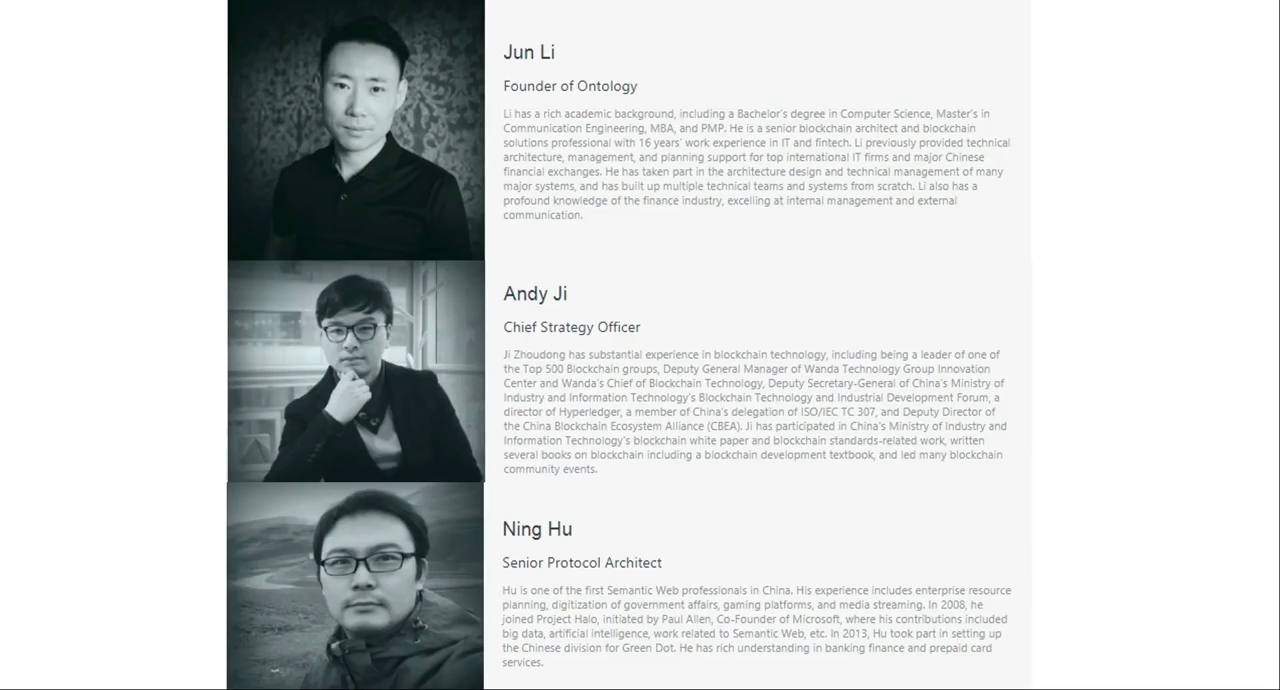 Jun Li
Founder of Ontology
Li has a rich academic background, including a Bachelor's degree in Computer Science, Master's in
Communication Engineering, MBA, and PMP. He is a senior blockchain architect and blockchain
solutions professional with 16 years' work experience in IT and fintech. Li previously provided technical
architecture, management, and planning support for top international IT firms and major Chinese
financial exchanges. He has taken part in the architecture design and technical management of many
major systems, and has built up multiple technical teams and systems from scratch. Li also has a
profound knowledge of the finance industry, excelling at internal management and external
communication.
Andy Ji
Chief Strategy Officer
Ji Zhoudong has substantial experience in blockchain technology, including being a leader of one of
the Top 500 Blockchain groups, Deputy General Manager of Wanda Technology Group Innovation
Center and Wanda's Chief of Blockchain Technology, Deputy Secretary-General of China's Ministry of
Industry and Information Technology's Blockchain Technology and Industrial Development Forum, a
director of Hyperledger, a member of China's delegation of ISO/IEC TC 307, and Deputy Director of
the China Blockchain Ecosystem Alliance (CBEA). Ji has participated in China's Ministry of Industry and
Information Technology's blockchain white paper and blockchain standards-related work, written
several books on blockchain including a blockchain development textbook, and led many blockchain
community events.
Ning Hu
Senior Protocol Architect
Hu is one of the first Semantic Web professionals in China. His experience includes enterprise resource
planning, digitization of government affairs, gaming platforms, and media streaming. In 2008, he
joined Project Halo, initiated by Paul Allen, Co-Founder of Microsoft, where his contributions included
big data, artificial intelligence, work related to Semantic Web, etc. In 2013, Hu took part in setting up
the Chinese division for Green Dot. He has rich understanding in banking finance and prepaid card
services.